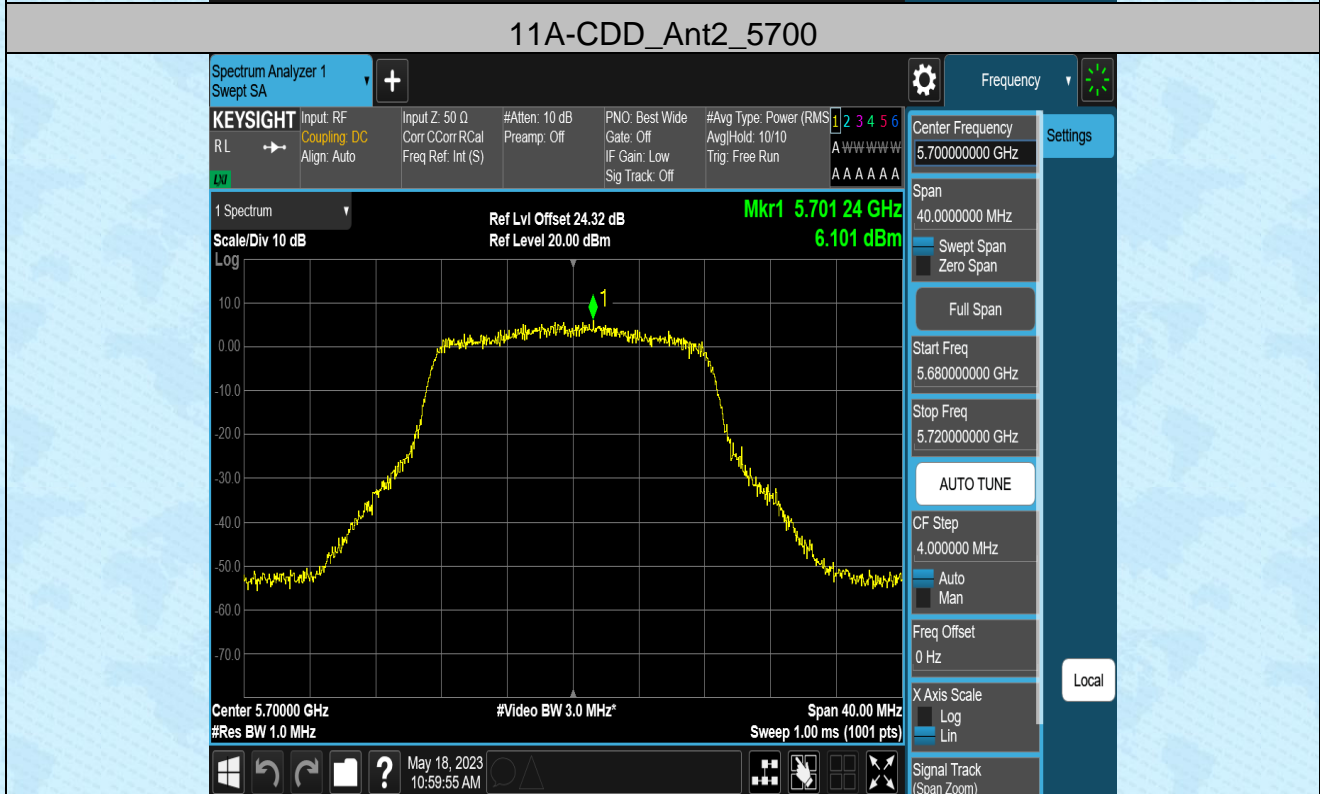 11A-CDD_Ant2_5700
Spectrum Analyzer 1
Swept SA
Frequency
KEYSIGHT
RL
LXI
Input: RF
Coupling: DC
Align: Auto
Input Z: 50 Ω
Corr CCorr RCal
Freq Ref: Int (S)
#Atten: 10 dB
Preamp: Off
PNO: Best Wide
Gate: Off
IF Gain: Low
Sig Track: Off
#Avg Type: Power (RMS
Avg|Hold: 10/10
Trig: Free Run
1 2 3 4 5 6
A W W W W W
A A A A A A
Center Frequency
5.700000000 GHz
Settings
Span
40.0000000 MHz
Swept Span
Zero Span
Full Span
Start Freq
5.680000000 GHz
Stop Freq
5.720000000 GHz
AUTO TUNE
CF Step
4.000000 MHz
Auto
Man
Freq Offset
0 Hz
X Axis Scale
Log
Lin
Signal Track
(Span Zoom)
Local
1 Spectrum
Scale/Div 10 dB
Log
Ref Lvl Offset 24.32 dB
Ref Level 20.00 dBm
Mkr1 5.701 24 GHz
6.101 dBm
1
10.0
0.00
-10.0
-20.0
-30.0
-40.0
-50.0
-60.0
-70.0
Center 5.70000 GHz
#Res BW 1.0 MHz
#Video BW 3.0 MHz*
Span 40.00 MHz
Sweep 1.00 ms (1001 pts)
?
May 18, 2023
10:59:55 AM